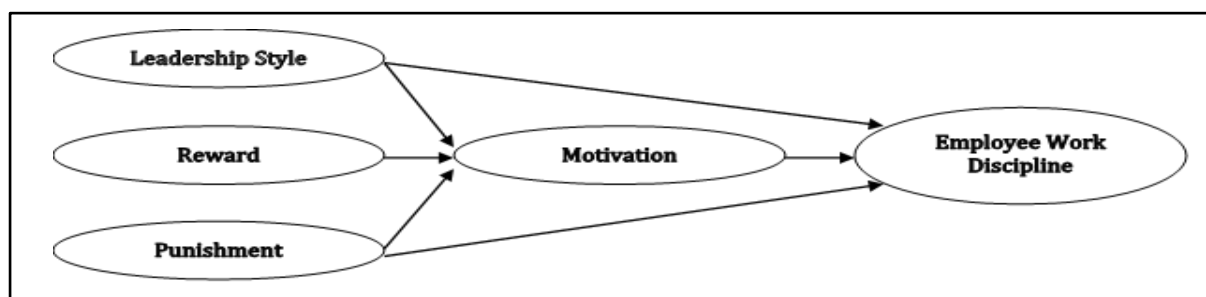 Leadership Style
Reward
Motivation
Employee Work
Discipline
Punishment